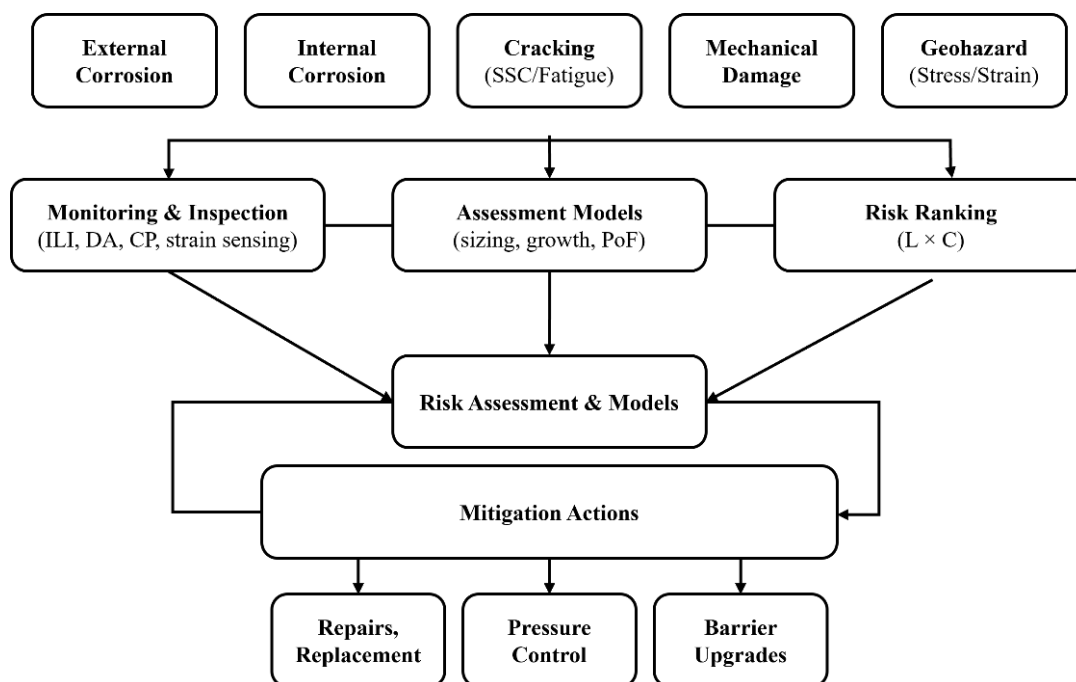 External
Corrosion
Internal
Corrosion
Cracking
(SSC/Fatigue)
Mechanical
Damage
Geohazard
(Stress/Strain)
Monitoring & Inspection
(ILI, DA, CP, strain sensing)
Assessment Models
(sizing, growth, PoF)
Risk Ranking
(L × C)
Risk Assessment & Models
Mitigation Actions
Repairs,
Replacement
Pressure
Control
Barrier
Upgrades